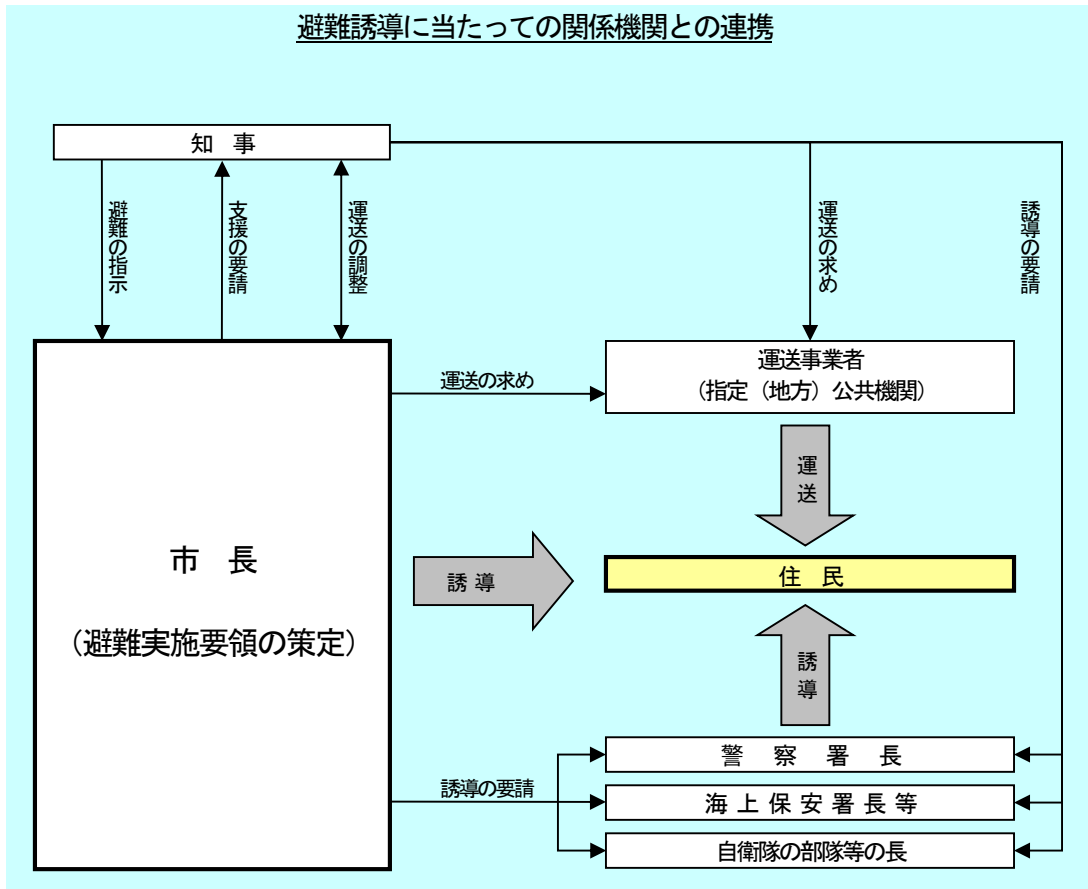 避難誘導に当たっての関係機関との連携
知 事
避難の指示
支援の要請
運送の調整
運送の求め
誘導の要請
運送の求め
運送事業者
（指定（地方）公共機関）
運送
市 長
（避難実施要領の策定）
誘 導
住 民
誘導
誘導の要請
警 察 署 長
海 上 保 安 署 長 等
自衛隊の部隊等の長